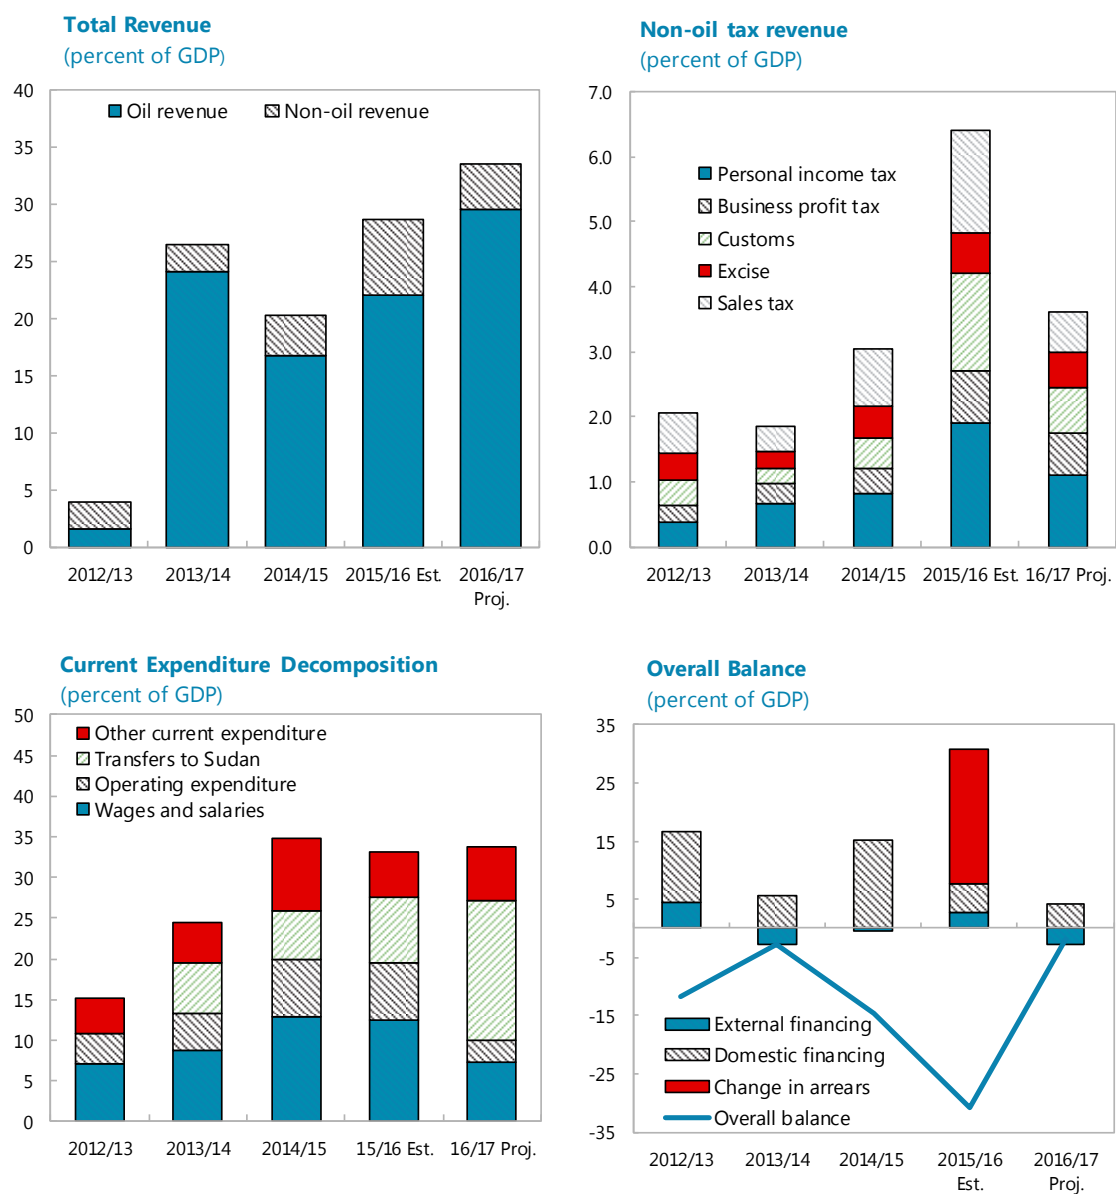 Total Revenue
(percent of GDP)
40
35
30
25
20
15
10
5
0
Oil revenue
Non-oil revenue
2012/13
2013/14
2014/15
2015/16 Est.
2016/17
Proj.
Non-oil tax revenue
(percent of GDP)
7.0
6.0
5.0
4.0
3.0
2.0
1.0
0.0
Personal income tax
Business profit tax
Customs
Excise
Sales tax
2012/13
2013/14
2014/15
2015/16 Est.
16/17 Proj.
Current Expenditure Decomposition
(percent of GDP)
50
45
40
35
30
25
20
15
10
5
0
Other current expenditure
Transfers to Sudan
Operating expenditure
Wages and salaries
2012/13
2013/14
2014/15
15/16 Est.
16/17 Proj.
Overall Balance
(percent of GDP)
35
25
15
5
-5
-15
-25
-35
External financing
Domestic financing
Change in arrears
Overall balance
2012/13
2013/14
2014/15
2015/16
Est.
2016/17
Proj.